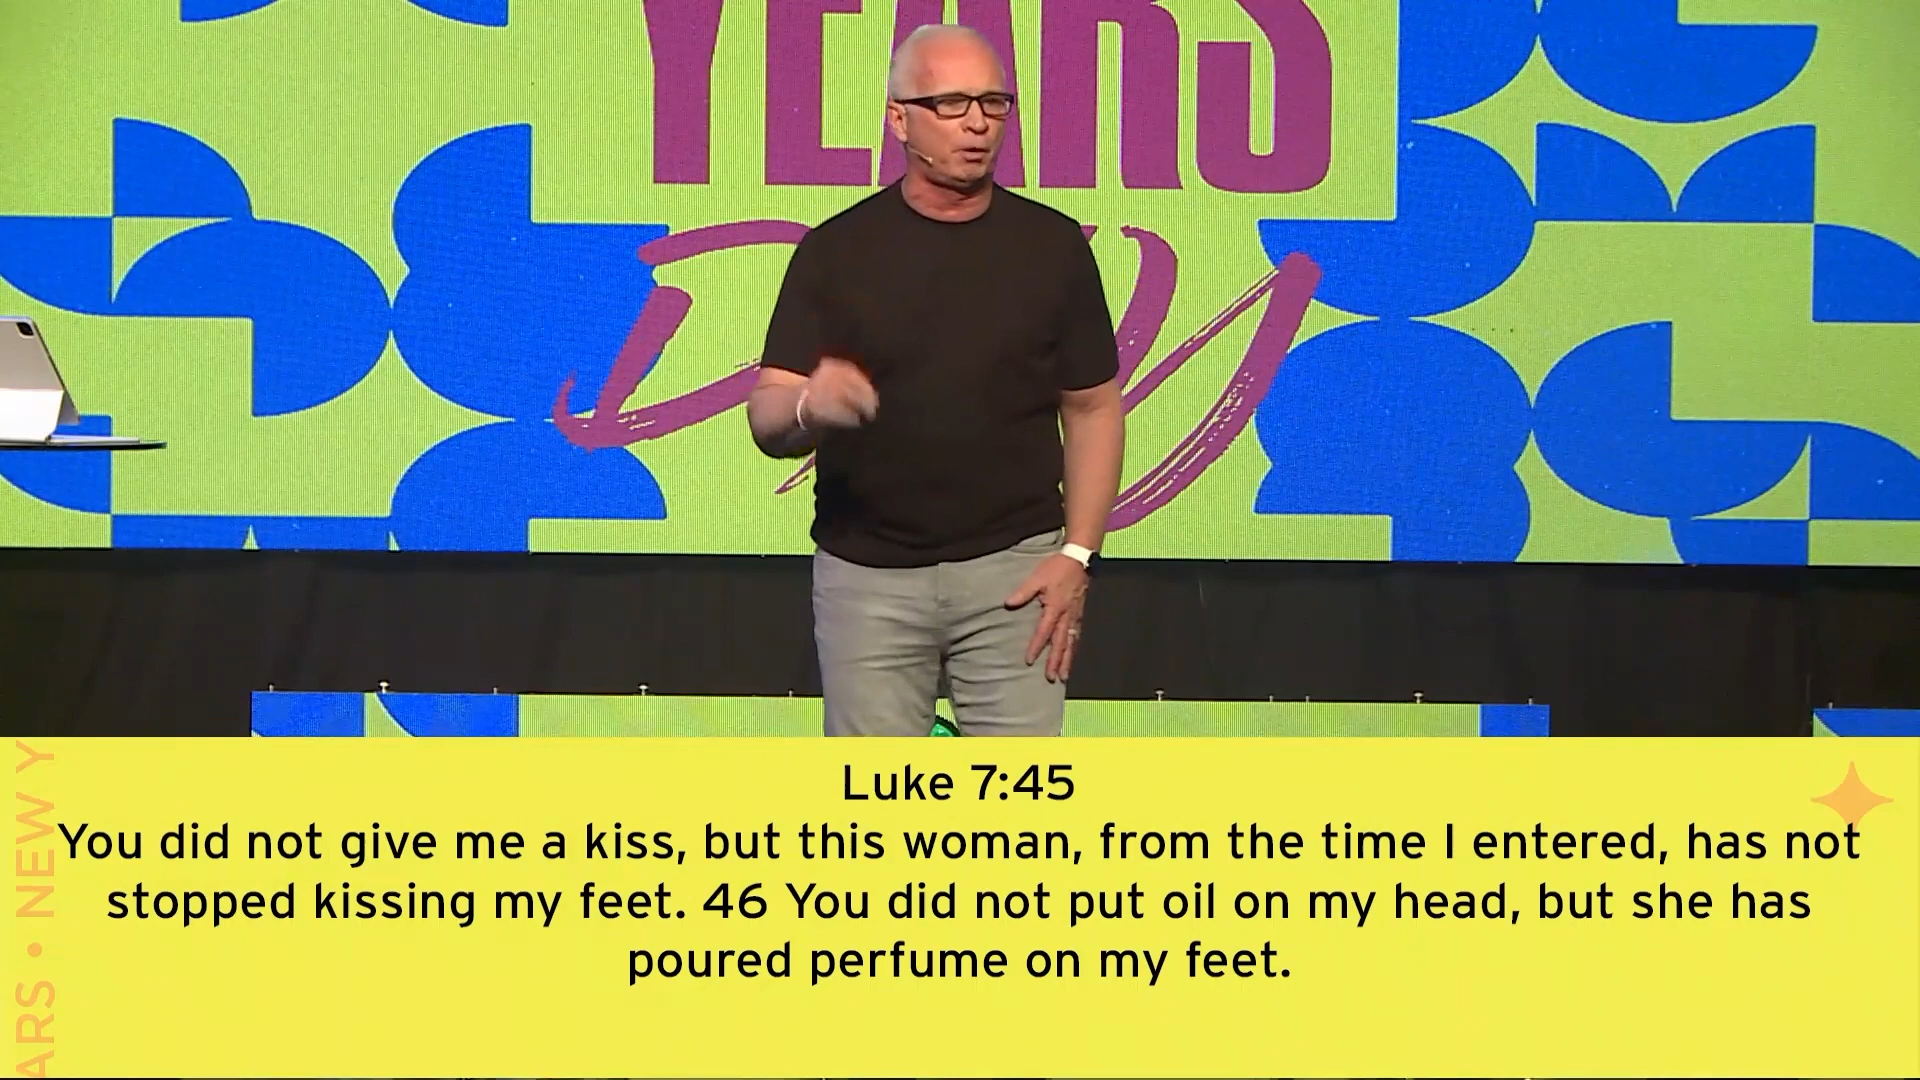 YEARS
Day
Luke 7:45
You did not give me a kiss, but this woman, from the time I entered, has not
stopped kissing my feet. 46 You did not put oil on my head, but she has
poured perfume on my feet.
ARS • NEW Y